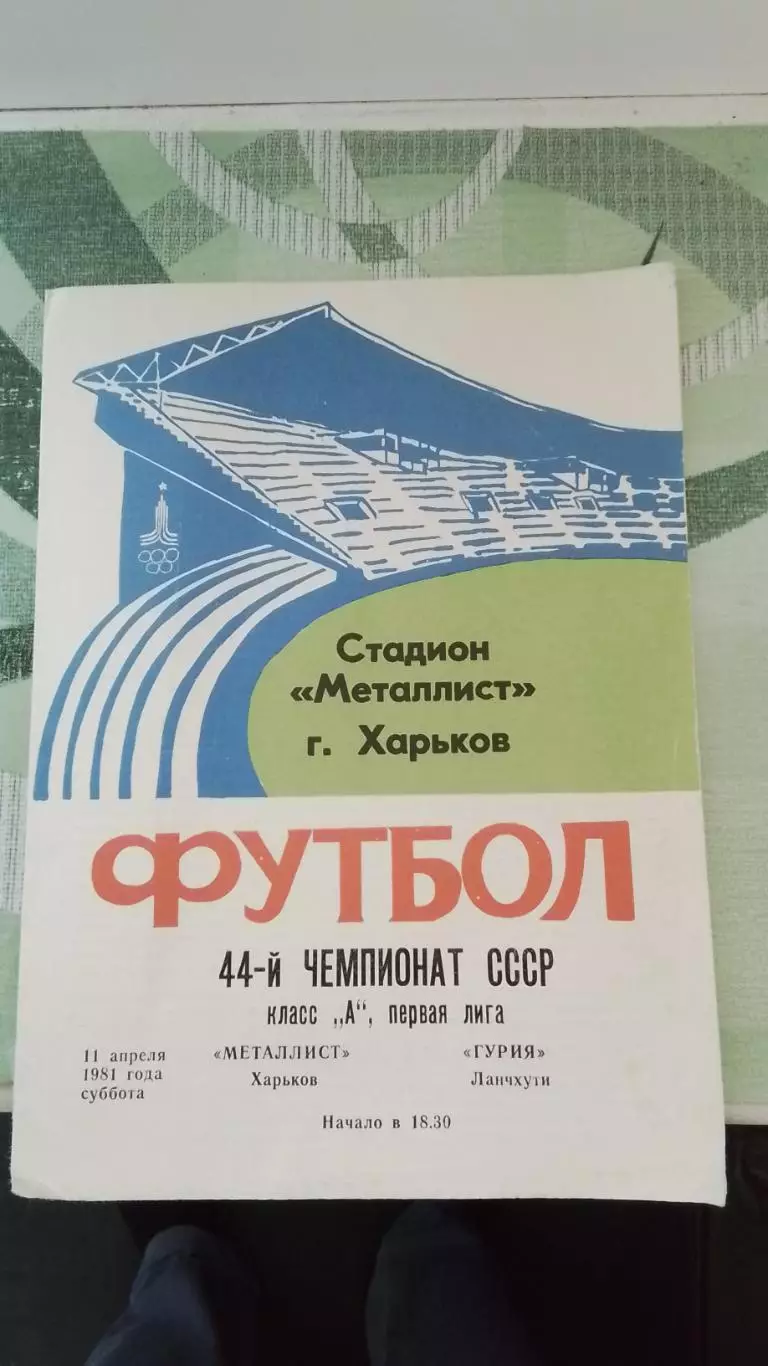 Стадион
«Металлист»
г. Харьков
ФУТБОЛ
44-й ЧЕМПИОНАТ СССР
класс „А“, первая лига
11 апреля
1981 года
суббота
«МЕТАЛЛИСТ»
Харьков
«ГУРИЯ»
Ланчхути
Начало в 18.30